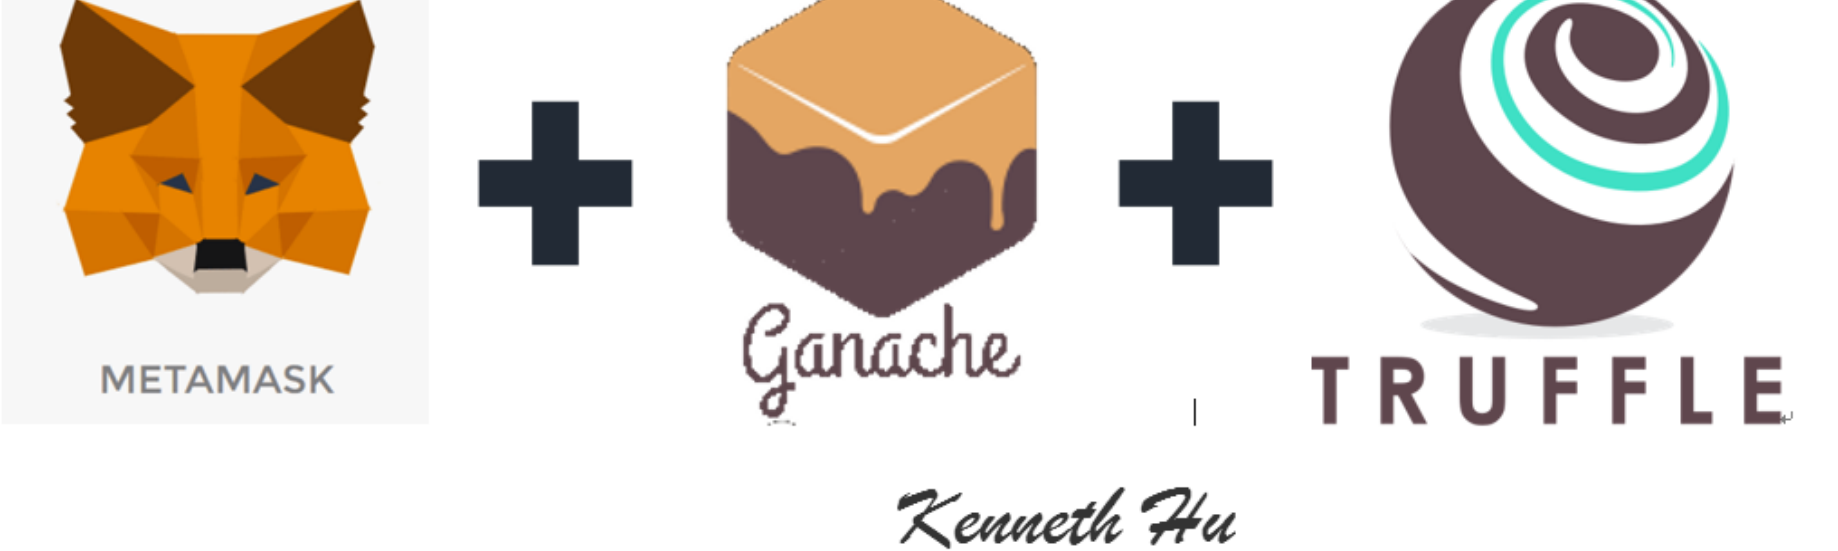 METAMASK
Ganache
TRUFFLE
Kenneth Hu